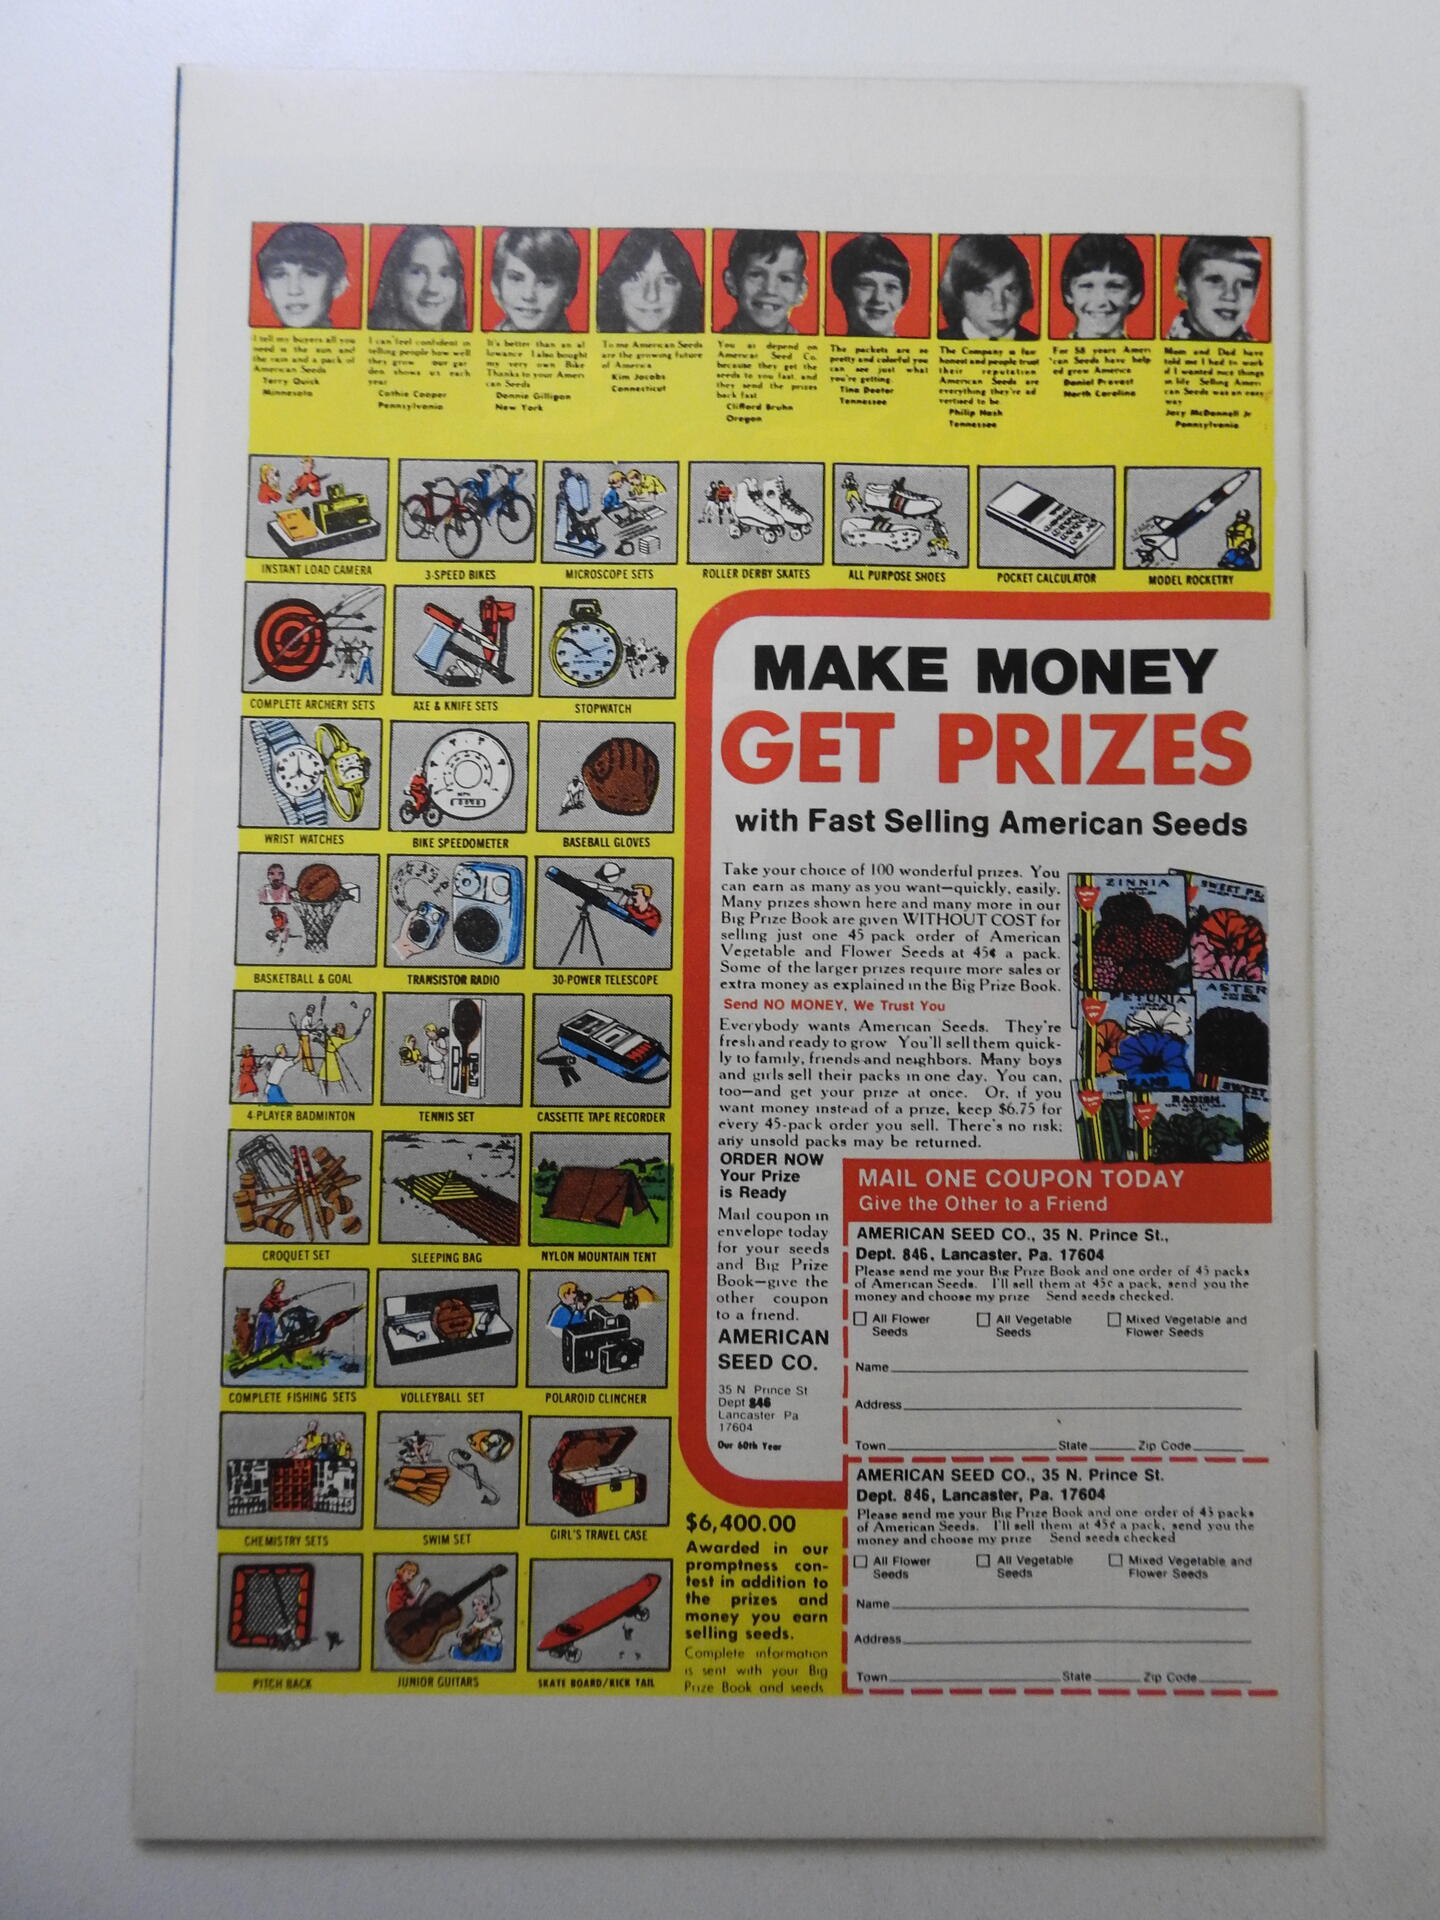 I tell my buyers all you
need is the sun and
the rain and a pack of
American Seeds
Terry Quick
Minnesota
I can feel confident in
selling people how well
they grow our gar
den shows us each
year
Cathie Cooper
Pennsylvania
It's better than an al
lowance I also bought
my very own Bike
Thanks to your Ameri
can Seeds
Donnie Gilligan
New York
To me American Seeds
are the growing future
of America
Kim Jacobs
Connecticut
You as depend on
American Seed Co.
because they get the
seeds to you fast, and
they send the prizes
back fast
Clifford Bruhn
Oregon
The packets are so
pretty and colorful you
can see just what
you're getting.
Tina Deeter
Tennessee
The Company is fair
honest and people trust
their reputation
American Seeds are
everything they're ad
vertised to be
Philip Nash
Tennessee
For 58 years Ameri
can Seeds have help
ed grow America
Daniel Provost
North Carolina
Mom and Dad have
told me I had to work
if I wanted nice things
in life Selling Ameri
can Seeds was an easy
way
Joey McDonnell Jr
Pennsylvania
INSTANT LOAD CAMERA
3-SPEED BIKES
MICROSCOPE SETS
ROLLER DERBY SKATES
ALL PURPOSE SHOES
POCKET CALCULATOR
MODEL ROCKETRY
COMPLETE ARCHERY SETS
AXE & KNIFE SETS
STOPWATCH
WRIST WATCHES
BIKE SPEEDOMETER
BASEBALL GLOVES
BASKETBALL & GOAL
TRANSISTOR RADIO
30-POWER TELESCOPE
4-PLAYER BADMINTON
TENNIS SET
CASSETTE TAPE RECORDER
CROQUET SET
SLEEPING BAG
NYLON MOUNTAIN TENT
COMPLETE FISHING SETS
VOLLEYBALL SET
POLAROID CLINCHER
CHEMISTRY SETS
SWIM SET
GIRL'S TRAVEL CASE
PITCH BACK
JUNIOR GUITARS
SKATE BOARD/KICK TAIL
MAKE MONEY
GET PRIZES
with Fast Selling American Seeds
Take your choice of 100 wonderful prizes. You
can earn as many as you want—quickly, easily.
Many prizes shown here and many more in our
Big Prize Book are given WITHOUT COST for
selling just one 45 pack order of American
Vegetable and Flower Seeds at 45¢ a pack.
Some of the larger prizes require more sales or
extra money as explained in the Big Prize Book.
Send NO MONEY, We Trust You
Everybody wants American Seeds. They're
fresh and ready to grow You'll sell them quick-
ly to family, friends and neighbors. Many boys
and girls sell their packs in one day. You can,
too—and get your prize at once. Or, if you
want money instead of a prize, keep $6.75 for
every 45-pack order you sell. There's no risk;
any unsold packs may be returned.
ZINNIA
SWEET PE
ASTER
PETUNIA
BEANS
SWEET
RADISH
ORDER NOW
Your Prize
is Ready
Mail coupon in
envelope today
for your seeds
and Big Prize
Book—give the
other coupon
to a friend.
AMERICAN
SEED CO.
35 N Prince St
Dept 846
Lancaster Pa
17604
Our 60th Year
MAIL ONE COUPON TODAY
Give the Other to a Friend
AMERICAN SEED CO., 35 N. Prince St.,
Dept. 846, Lancaster, Pa. 17604
Please send me your Big Prize Book and one order of 45 packs
of American Seeds. I'll sell them at 45¢ a pack, send you the
money and choose my prize Send seeds checked.
All Flower Seeds
All Vegetable Seeds
Mixed Vegetable and Flower Seeds
Name
Address
Town State Zip Code
AMERICAN SEED CO., 35 N. Prince St.
Dept. 846, Lancaster, Pa. 17604
Please send me your Big Prize Book and one order of 45 packs
of American Seeds. I'll sell them at 45¢ a pack, send you the
money and choose my prize Send seeds checked
All Flower Seeds
All Vegetable Seeds
Mixed Vegetable and Flower Seeds
Name
Address
Town State Zip Code
$6,400.00
Awarded in our
promptness con-
test in addition to
the prizes and
money you earn
selling seeds.
Complete information
is sent with your Big
Prize Book and seeds